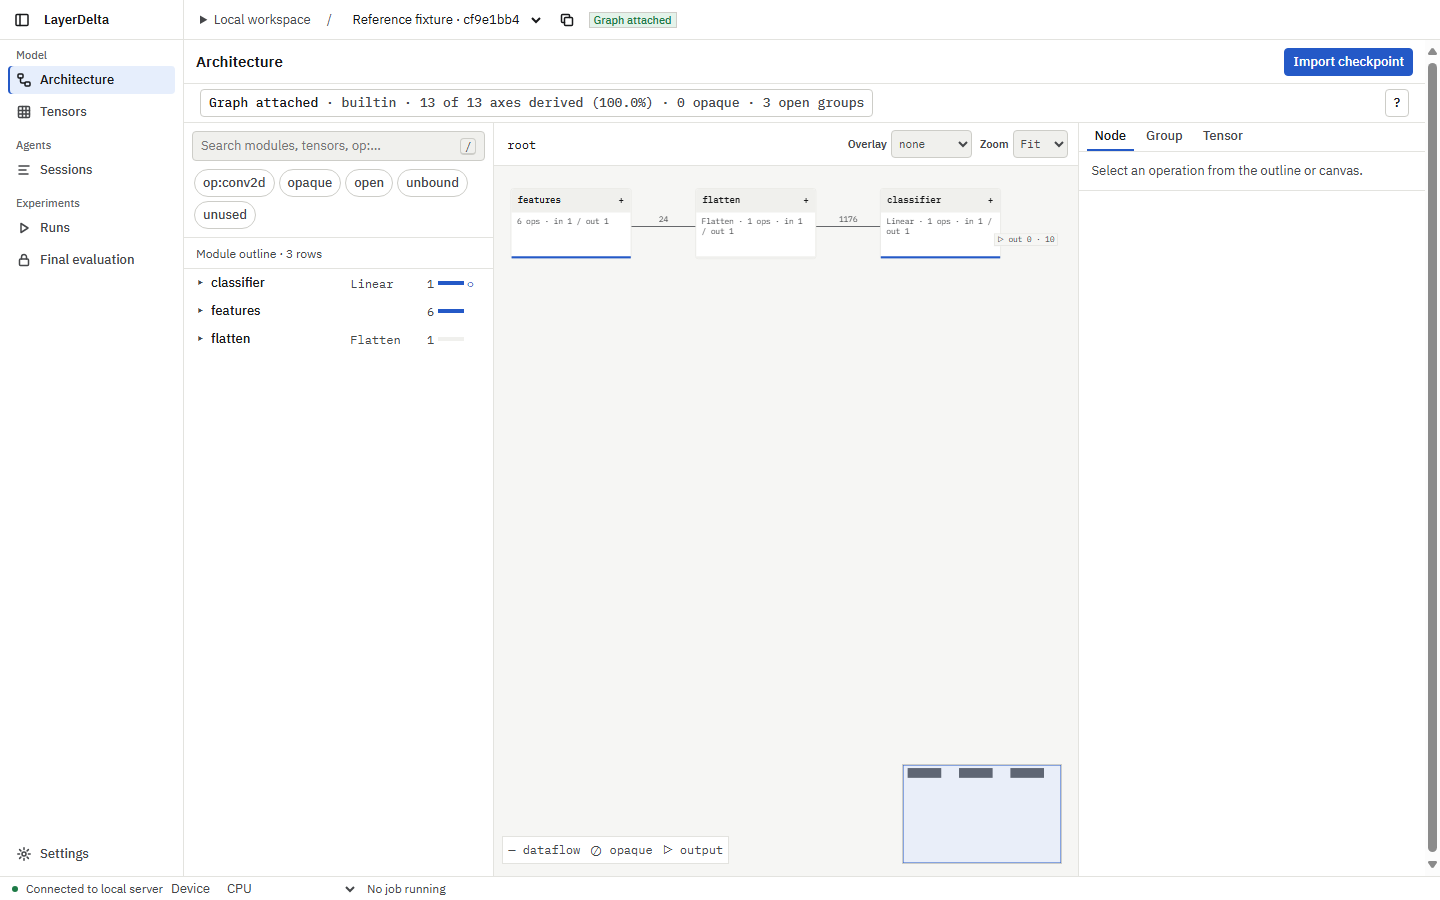 LayerDelta
Local workspace / Reference fixture · cf9e1bb4
Graph attached
Model
Architecture
Tensors
Agents
Sessions
Experiments
Runs
Final evaluation
Settings
Architecture
Import checkpoint
Graph attached · builtin · 13 of 13 axes derived (100.0%) · 0 opaque · 3 open groups
?
Search modules, tensors, op:... /
op:conv2d opaque open unbound
unused
Module outline · 3 rows
classifier Linear 1
features 6
flatten Flatten 1
root
Overlay none Zoom Fit
features +
6 ops · in 1 / out 1
24
flatten +
Flatten · 1 ops · in 1
/ out 1
1176
classifier +
Linear · 1 ops · in 1 /
out 1
out 0 · 10
dataflow opaque output
Node Group Tensor
Select an operation from the outline or canvas.
Connected to local server Device CPU No job running